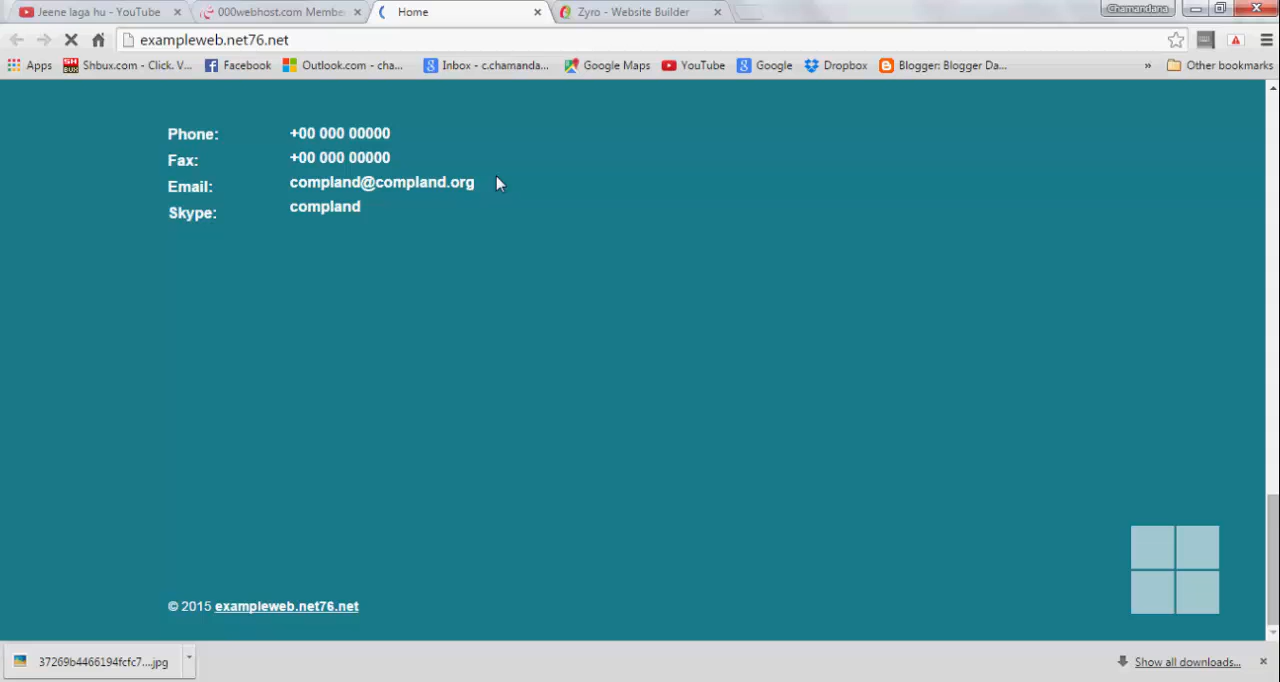 Jeene laga hu - YouTube
000webhost.com Membe
Home
Zyro - Website Builder
Chamandana
exampleweb.net76.net
Apps
Shbux.com - Click. V...
Facebook
Outlook.com - cha...
Inbox - c.chamanda...
Google Maps
YouTube
Google
Dropbox
Blogger: Blogger Da...
»
Other bookmarks
Phone: +00 000 00000
Fax: +00 000 00000
Email: compland@compland.org
Skype: compland
© 2015 exampleweb.net76.net
37269b4466194fcfc7....jpg
Show all downloads...